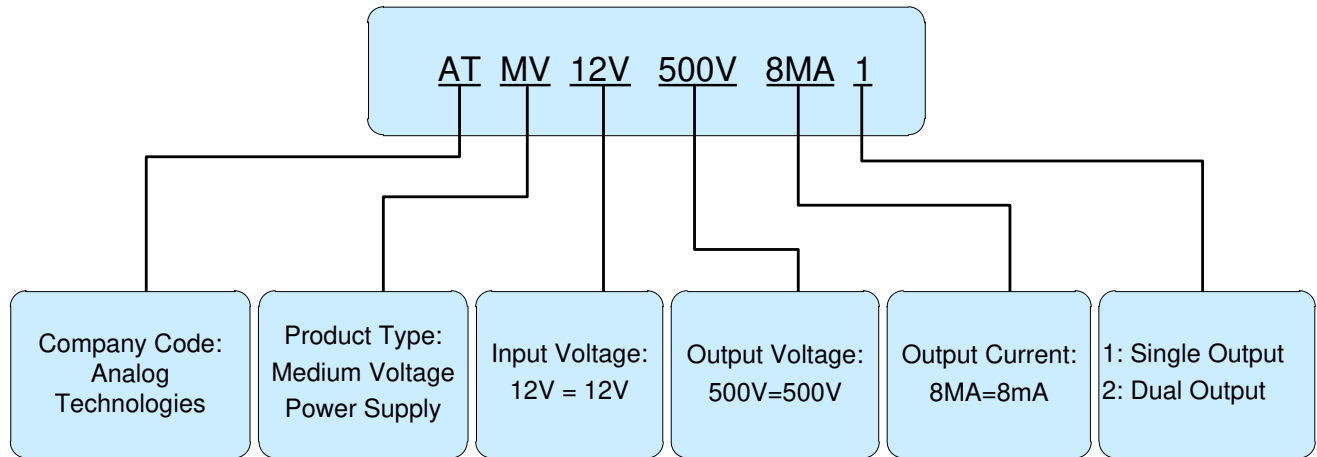 AT MV 12V 500V 8MA 1
Company Code:
Analog
Technologies
Product Type:
Medium Voltage
Power Supply
Input Voltage:
12V = 12V
Output Voltage:
500V=500V
Output Current:
8MA=8mA
1: Single Output
2: Dual Output